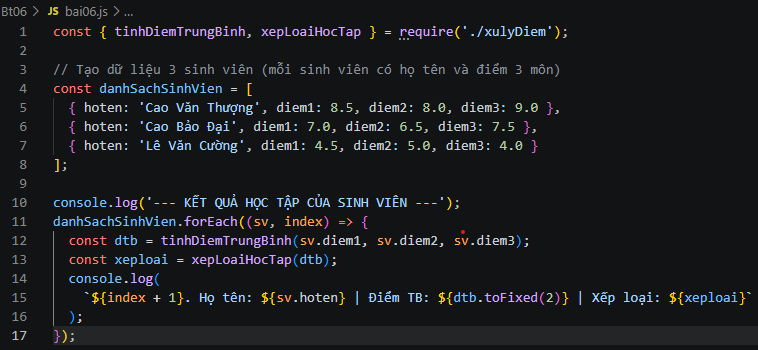 Bt06 > JS bai06.js > ...
1 const { tinhDiemTrungBinh, xepLoaiHocTap } = require('./xulyDiem');
2
3 // Tạo dữ liệu 3 sinh viên (mỗi sinh viên có họ tên và điểm 3 môn)
4 const danhSachSinhVien = [
5 { hoten: 'Cao Văn Thượng', diem1: 8.5, diem2: 8.0, diem3: 9.0 },
6 { hoten: 'Cao Bảo Đại', diem1: 7.0, diem2: 6.5, diem3: 7.5 },
7 { hoten: 'Lê Văn Cường', diem1: 4.5, diem2: 5.0, diem3: 4.0 }
8 ];
9
10 console.log('--- KẾT QUẢ HỌC TẬP CỦA SINH VIÊN ---');
11 danhSachSinhVien.forEach((sv, index) => {
12 const dtb = tinhDiemTrungBinh(sv.diem1, sv.diem2, sv.diem3);
13 const xeploai = xepLoaiHocTap(dtb);
14 console.log(
15 `${index + 1}. Họ tên: ${sv.hoten} | Điểm TB: ${dtb.toFixed(2)} | Xếp loại: ${xeploai}`
16 );
17 });